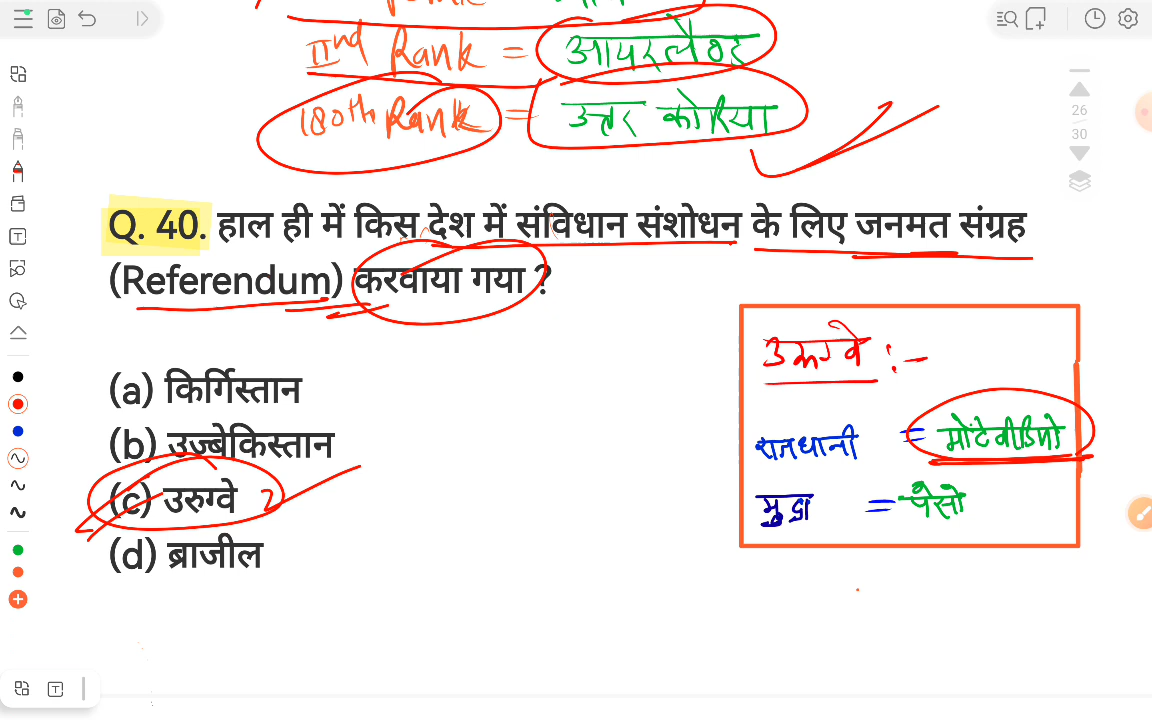 IInd Rank = आयरलैण्ड
180th Rank = उत्तर कोरिया
26
30
Q. 40. हाल ही में किस देश में संविधान संशोधन के लिए जनमत संग्रह
(Referendum) करवाया गया ?
उरुग्वे :-
(a) किर्गिस्तान
(b) उज्बेकिस्तान
राजधानी = मोंटेवीडियो
(c) उरुग्वे
मुद्रा = पैसो
(d) ब्राजील